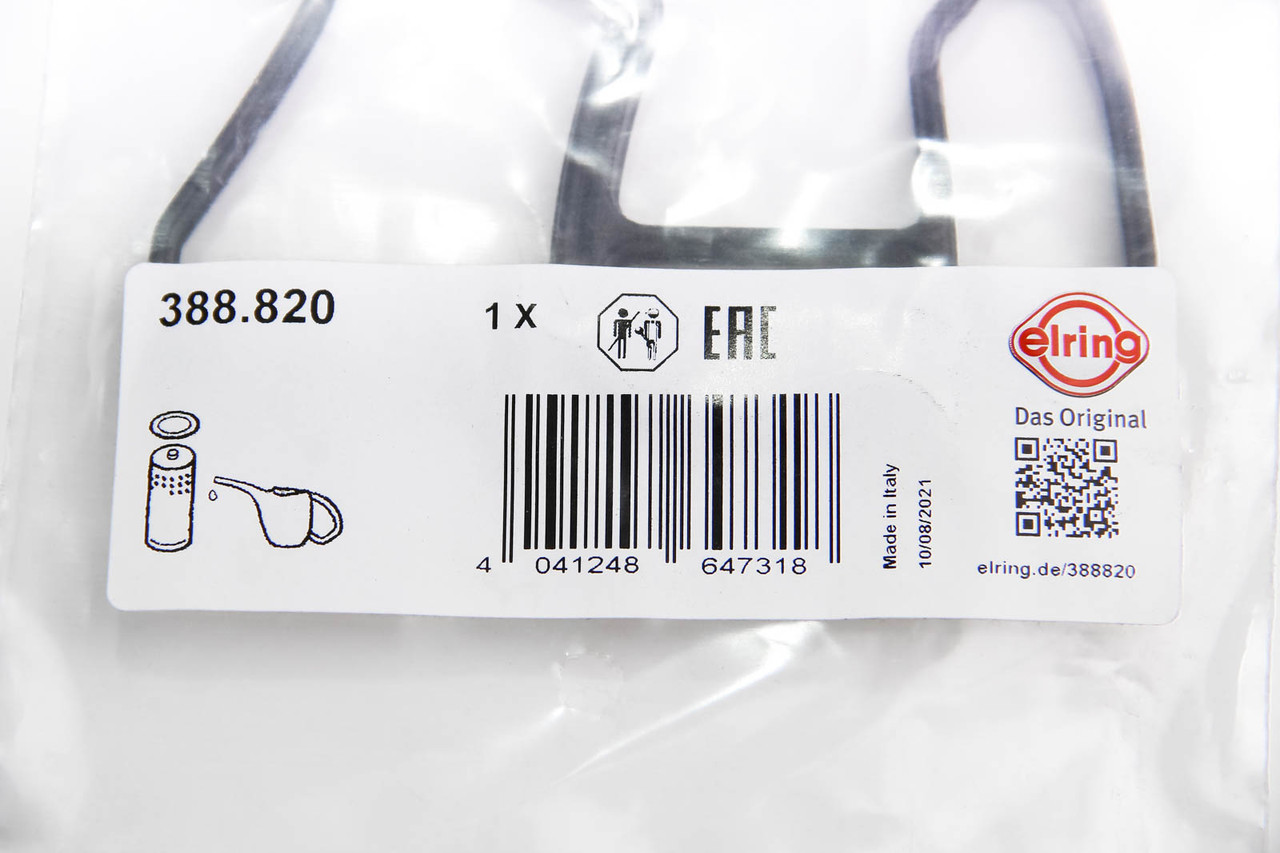 388.820
1 X
EAC
elring
Das Original
4 041248 647318
Made in Italy
10/08/2021
elring.de/388820